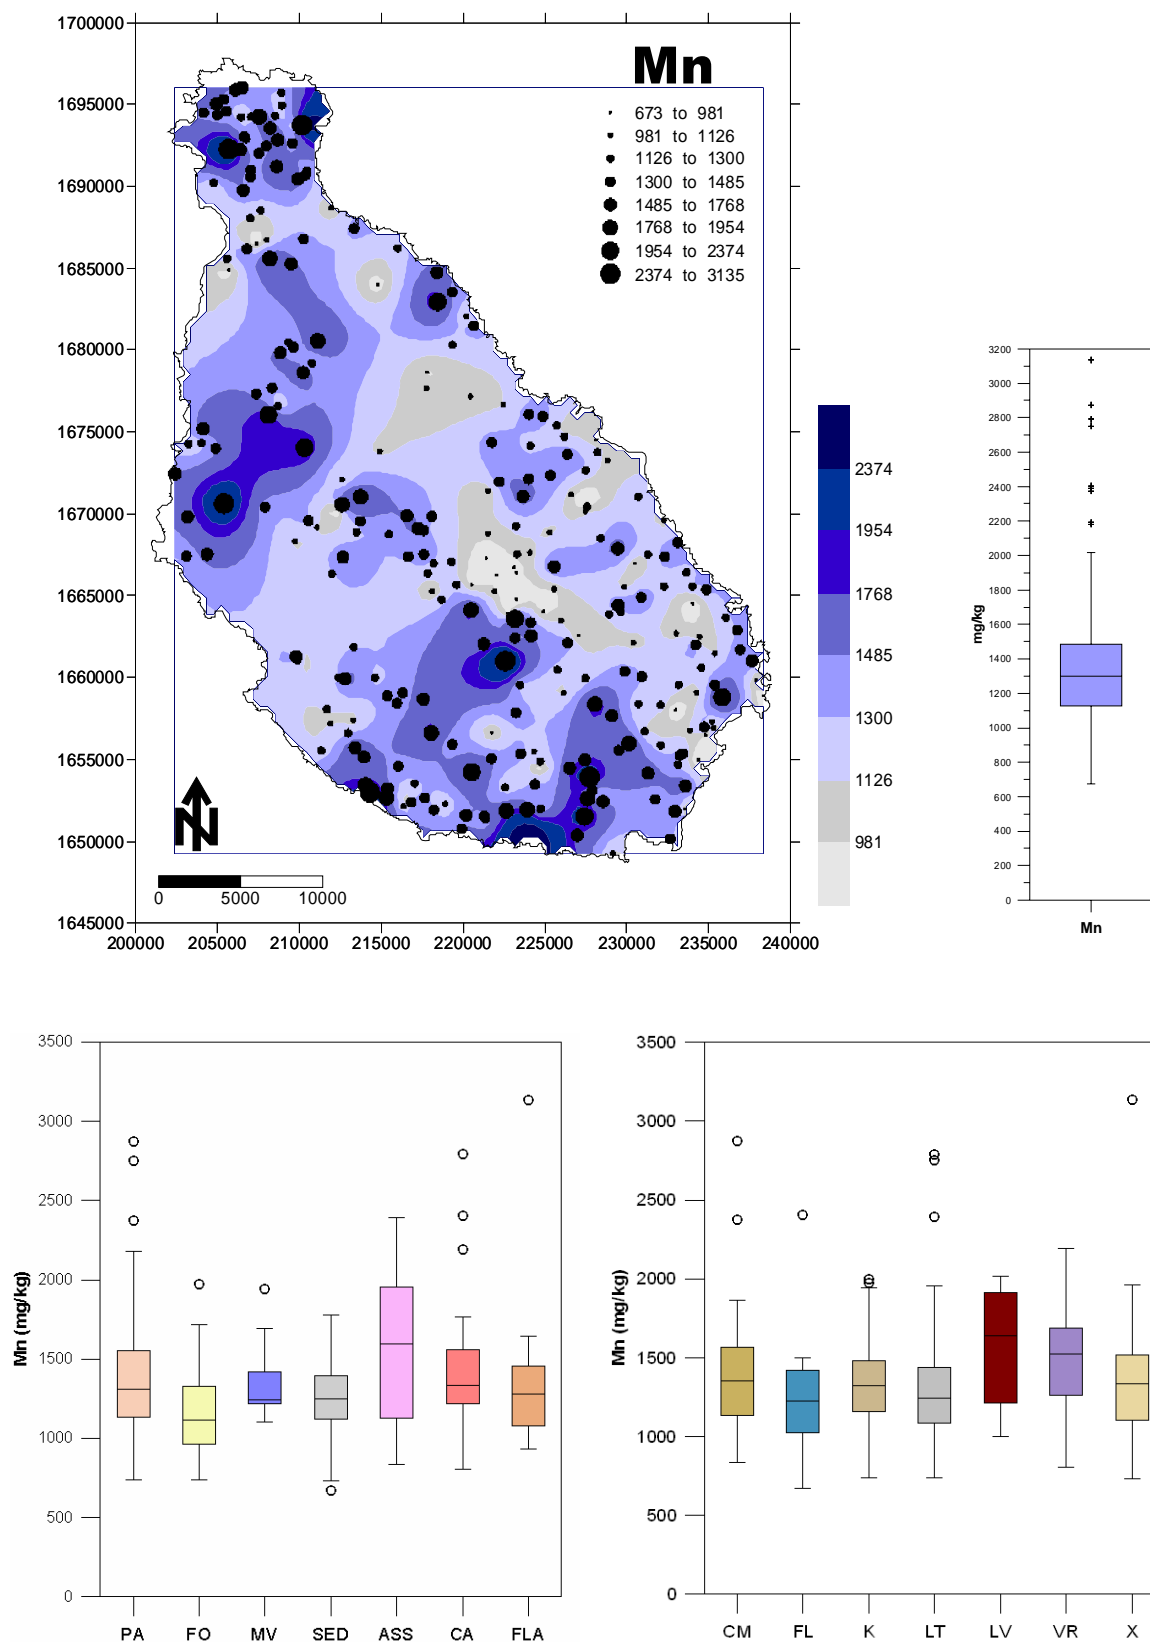 1700000
1695000
1690000
1685000
1680000
1675000
1670000
1665000
1660000
1655000
1650000
1645000
200000 205000 210000 215000 220000 225000 230000 235000 240000
Mn
673 to 981
981 to 1126
1126 to 1300
1300 to 1485
1485 to 1768
1768 to 1954
1954 to 2374
2374 to 3135
N
0 5000 10000
2374
1954
1768
1485
1300
1126
981
3200
3000
2800
2600
2400
2200
2000
1800
1600
1400
1200
1000
800
600
400
200
0
mg/kg
Mn
3500
3000
2500
2000
1500
1000
500
0
Mn (mg/kg)
PA FO MV SED ASS CA FLA
3500
3000
2500
2000
1500
1000
500
0
Mn (mg/kg)
CM FL K LT LV VR X